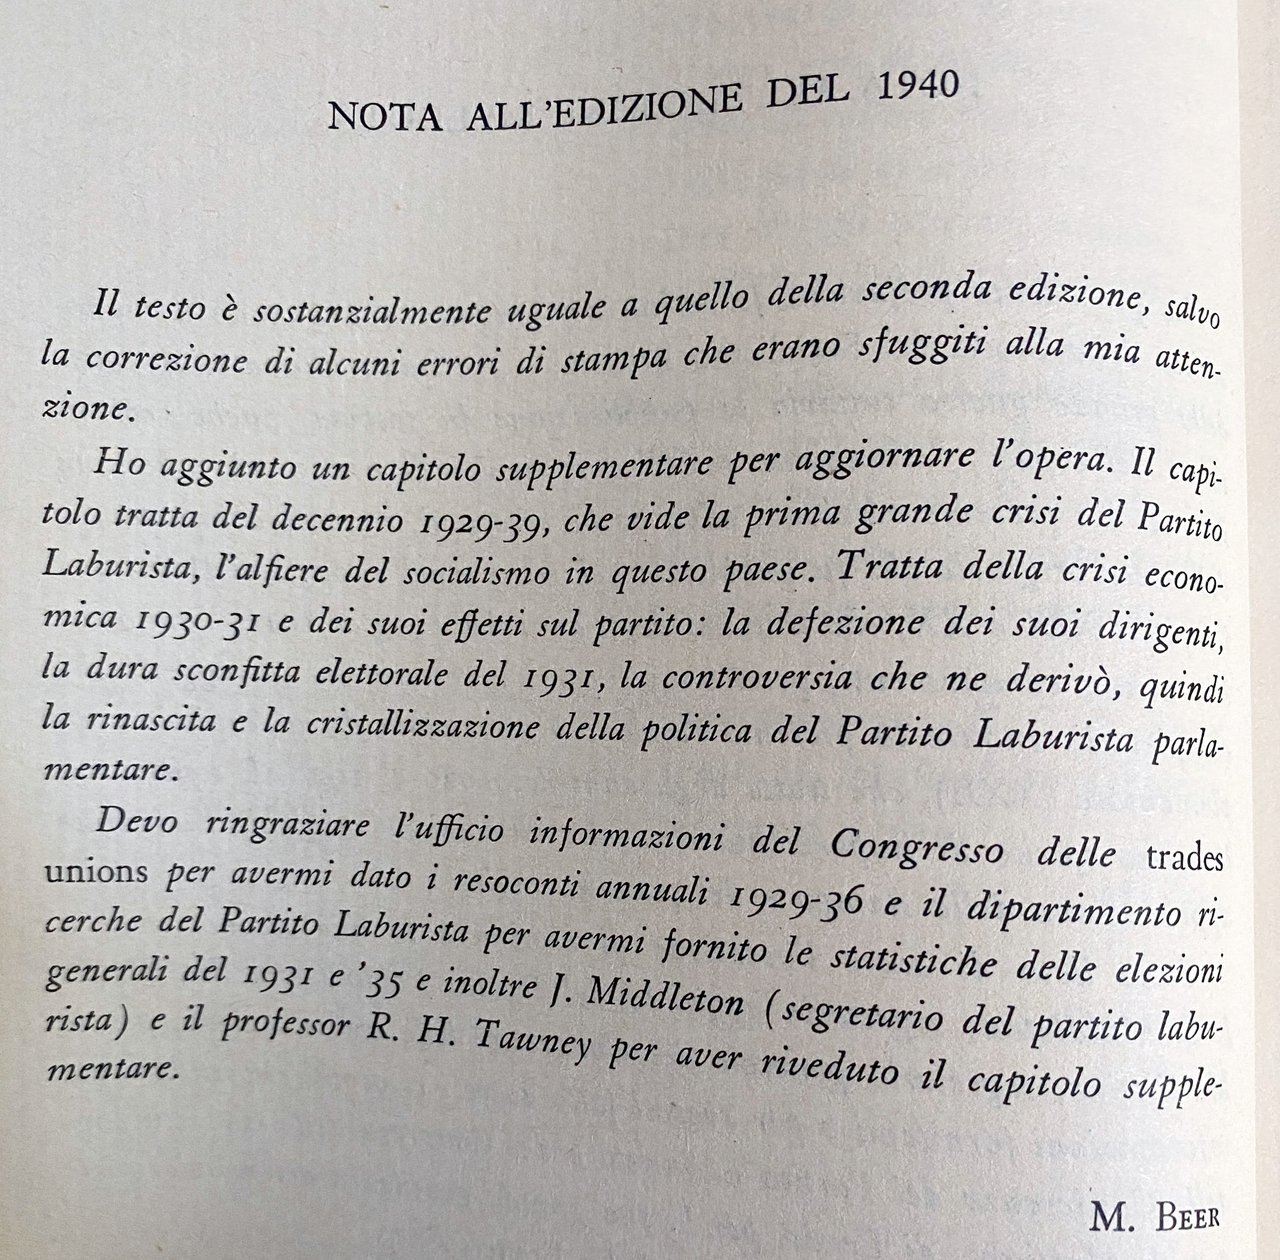 NOTA ALL'EDIZIONE DEL 1940
Il testo è sostanzialmente uguale a quello della seconda edizione, salvo
la correzione di alcuni errori di stampa che erano sfuggiti alla mia atten-
zione.
Ho aggiunto un capitolo supplementare per aggiornare l'opera. Il capi-
tolo tratta del decennio 1929-39, che vide la prima grande crisi del Partito
Laburista, l'alfiere del socialismo in questo paese. Tratta della crisi econo-
mica 1930-31 e dei suoi effetti sul partito: la defezione dei suoi dirigenti,
la dura sconfitta elettorale del 1931, la controversia che ne derivò, quindi
la rinascita e la cristallizzazione della politica del Partito Laburista parla-
mentare.
Devo ringraziare l'ufficio informazioni del Congresso delle trades
unions per avermi dato i resoconti annuali 1929-36 e il dipartimento ri-
cerche del Partito Laburista per avermi fornito le statistiche delle elezioni
generali del 1931 e '35 e inoltre J. Middleton (segretario del partito labu-
rista) e il professor R. H. Tawney per aver riveduto il capitolo supple-
mentare.
M. BEER